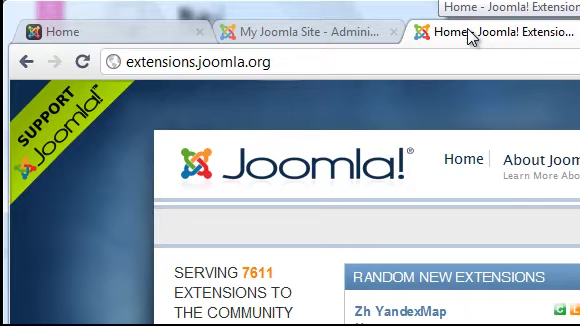 Home - Joomla! Extension
Home
My Joomla Site - Admini...
Home - Joomla! Extensio...
extensions.joomla.org
SUPPORT
Joomla!
Joomla!®
Home
About Joom
Learn More Abo
SERVING 7611
EXTENSIONS TO
THE COMMUNITY
RANDOM NEW EXTENSIONS
Zh YandexMap
C